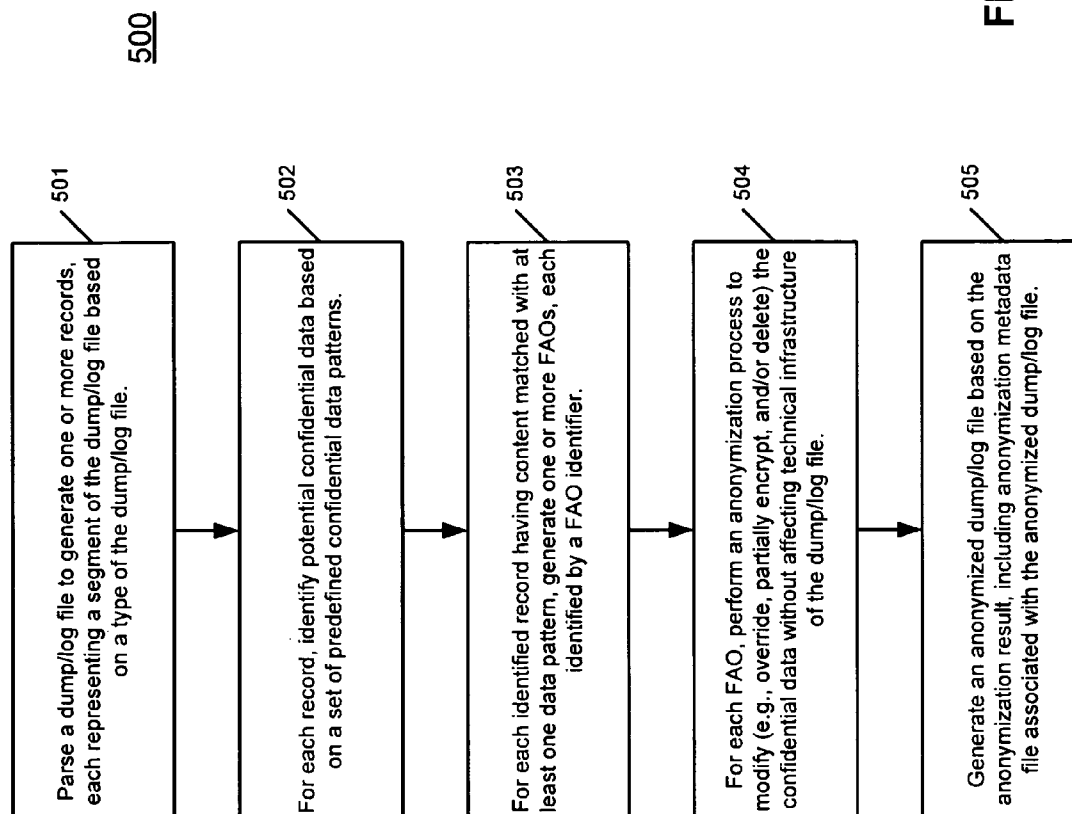 500
501
Parse a dump/log file to generate one or more records,
each representing a segment of the dump/log file based
on a type of the dump/log file.
502
For each record, identify potential confidential data based
on a set of predefined confidential data patterns.
503
For each identified record having content matched with at
least one data pattern, generate one or more FAOs, each
identified by a FAO identifier.
504
For each FAO, perform an anonymization process to
modify (e.g., override, partially encrypt, and/or delete) the
confidential data without affecting technical infrastructure
of the dump/log file.
505
Generate an anonymized dump/log file based on the
anonymization result, including anonymization metadata
file associated with the anonymized dump/log file.